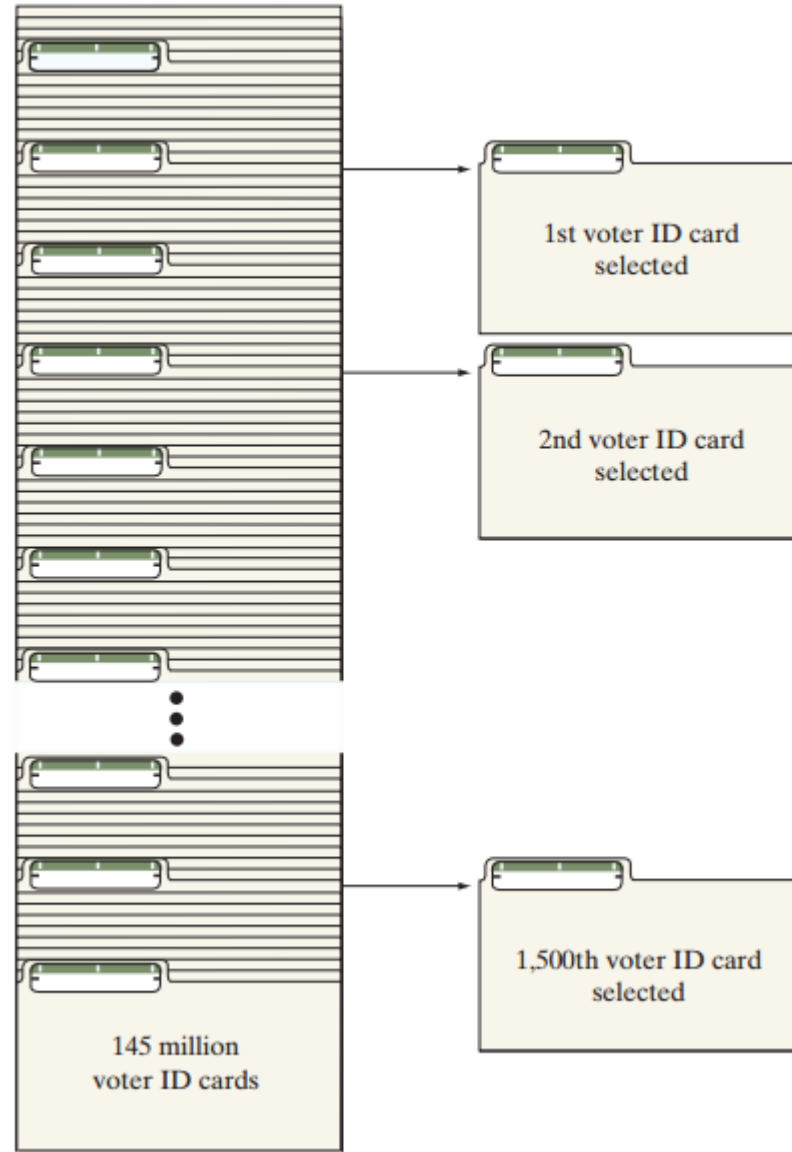 1st voter ID card
selected
2nd voter ID card
selected
1,500th voter ID card
selected
145 million
voter ID cards